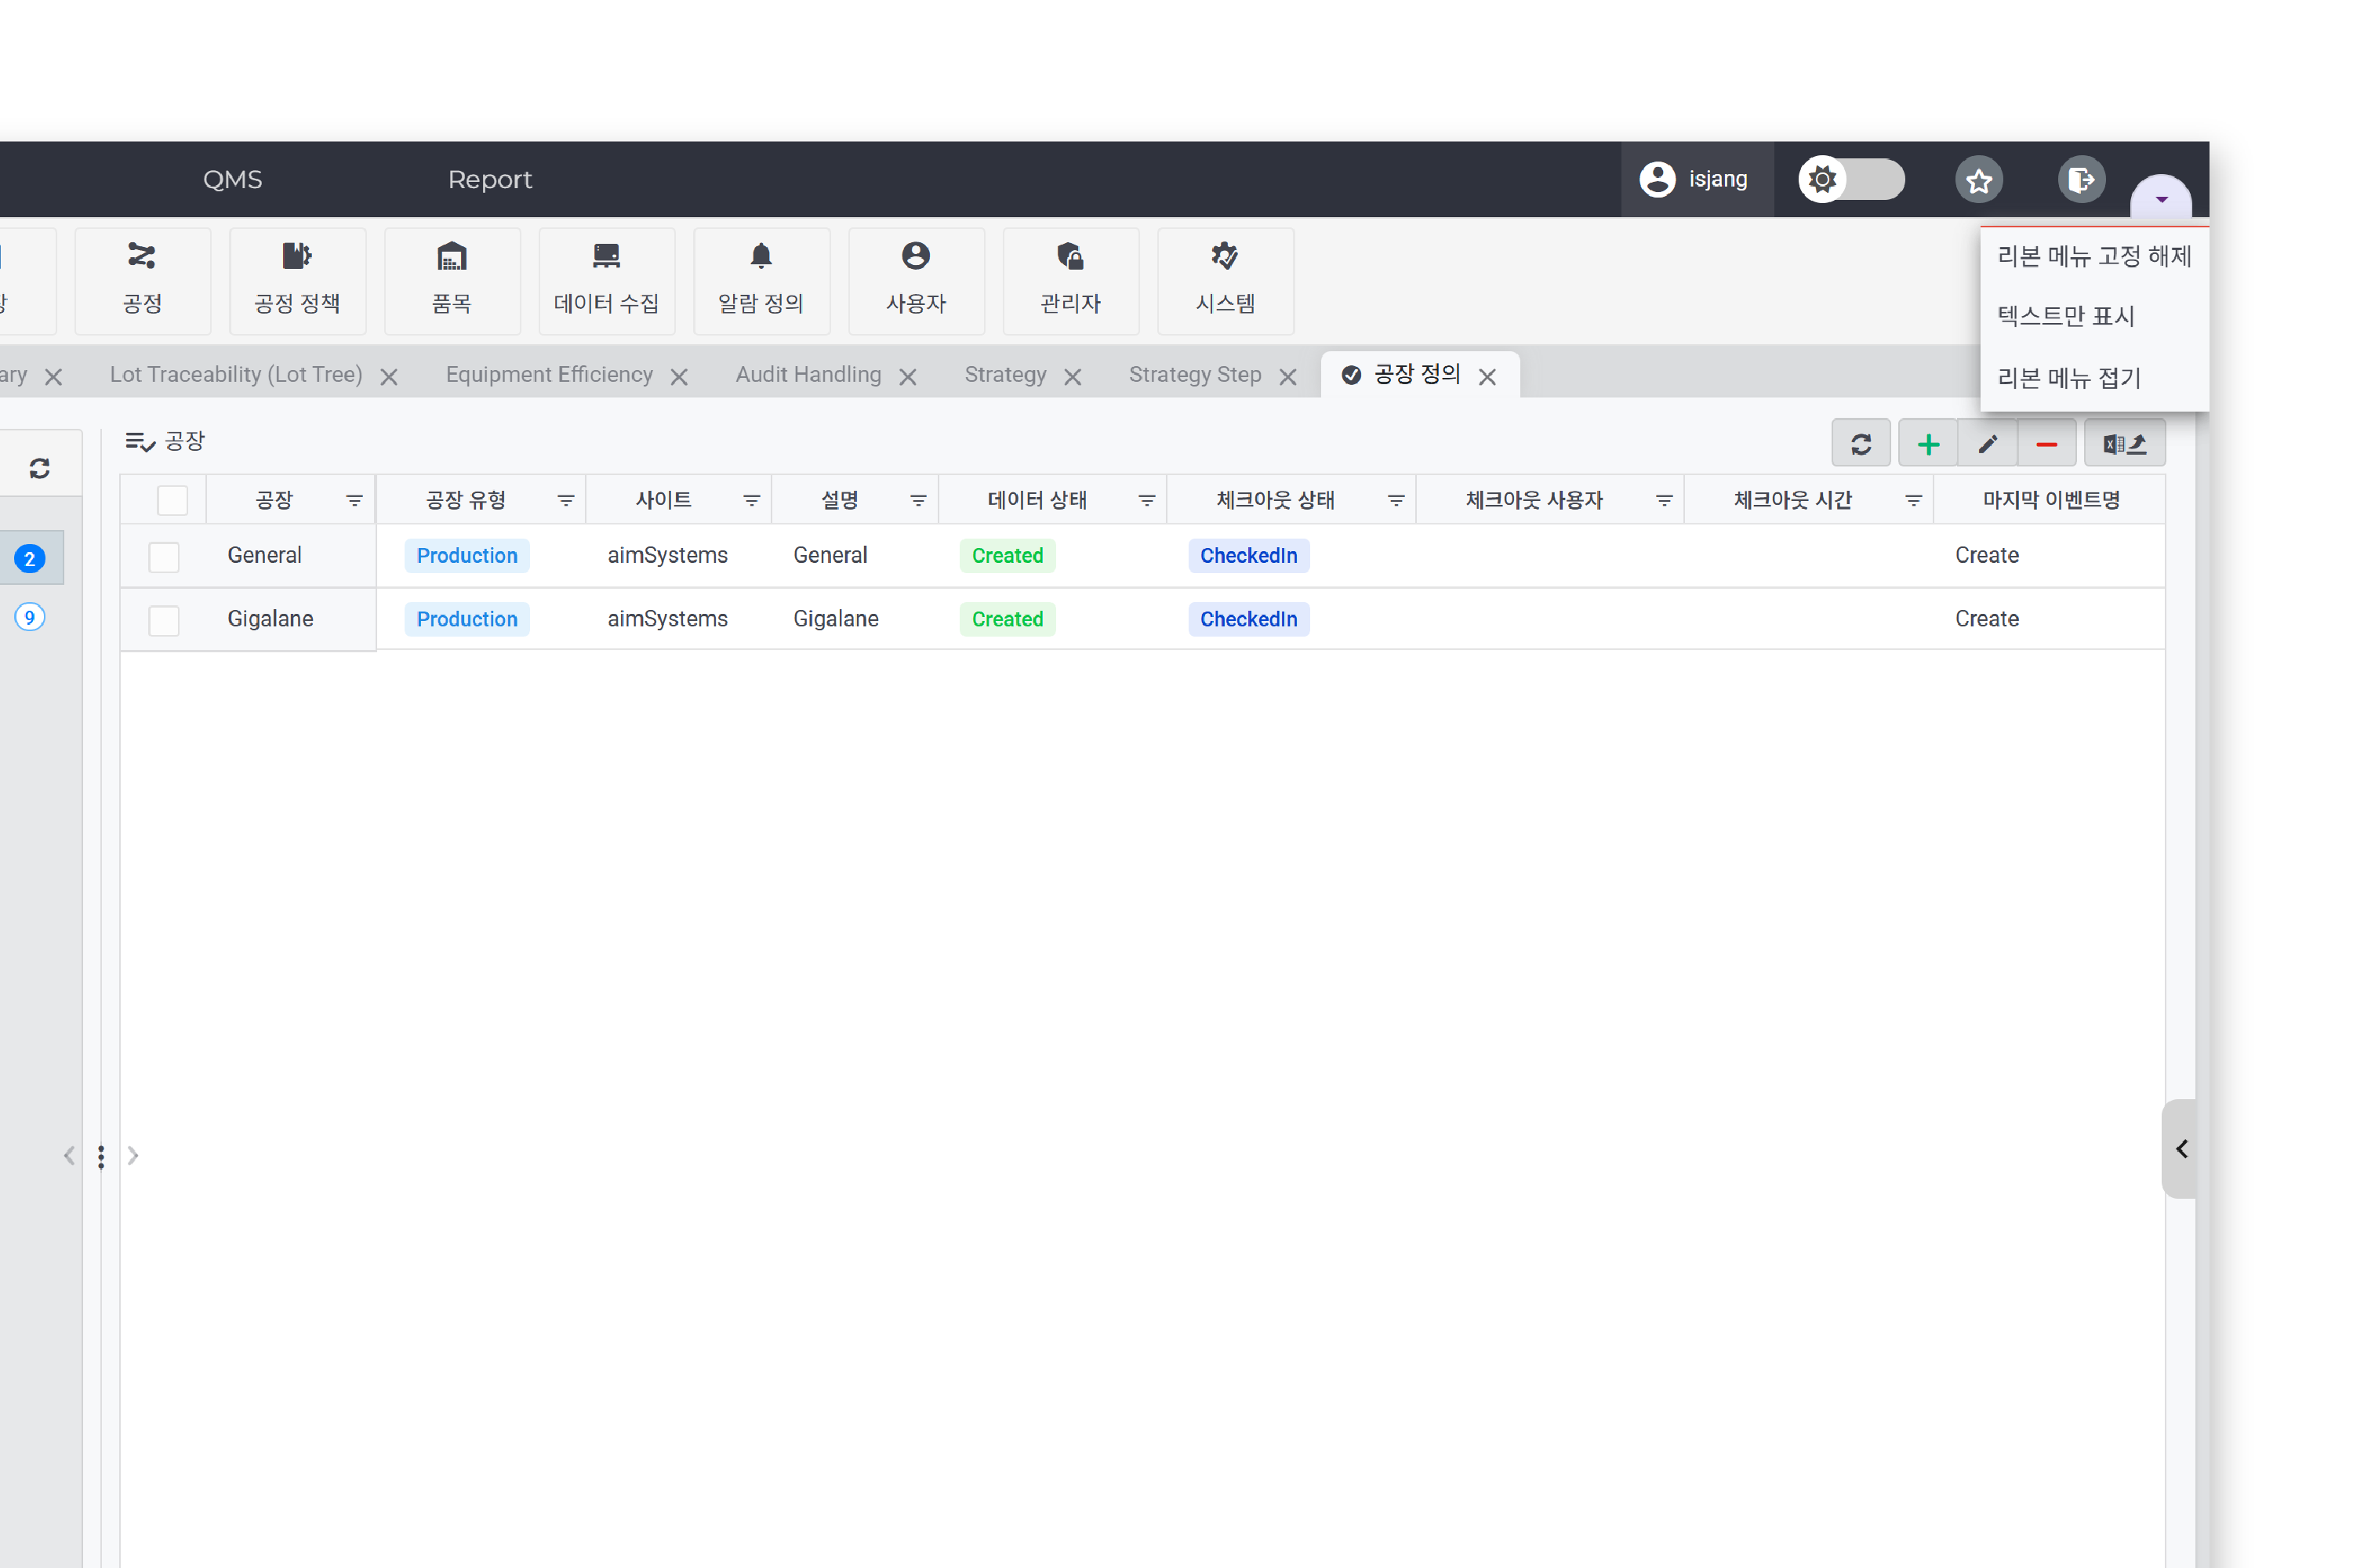 QMS
Report
isjang
공정
공정 정책
품목
데이터 수집
알람 정의
사용자
관리자
시스템
리본 메뉴 고정 해제
텍스트만 표시
리본 메뉴 접기
Lot Traceability (Lot Tree)
Equipment Efficiency
Audit Handling
Strategy
Strategy Step
공장 정의
공장
2
9
공장 공장 유형 사이트 설명 데이터 상태 체크아웃 상태 체크아웃 사용자 체크아웃 시간 마지막 이벤트명
General Production aimSystems General Created CheckedIn Create
Gigalane Production aimSystems Gigalane Created CheckedIn Create